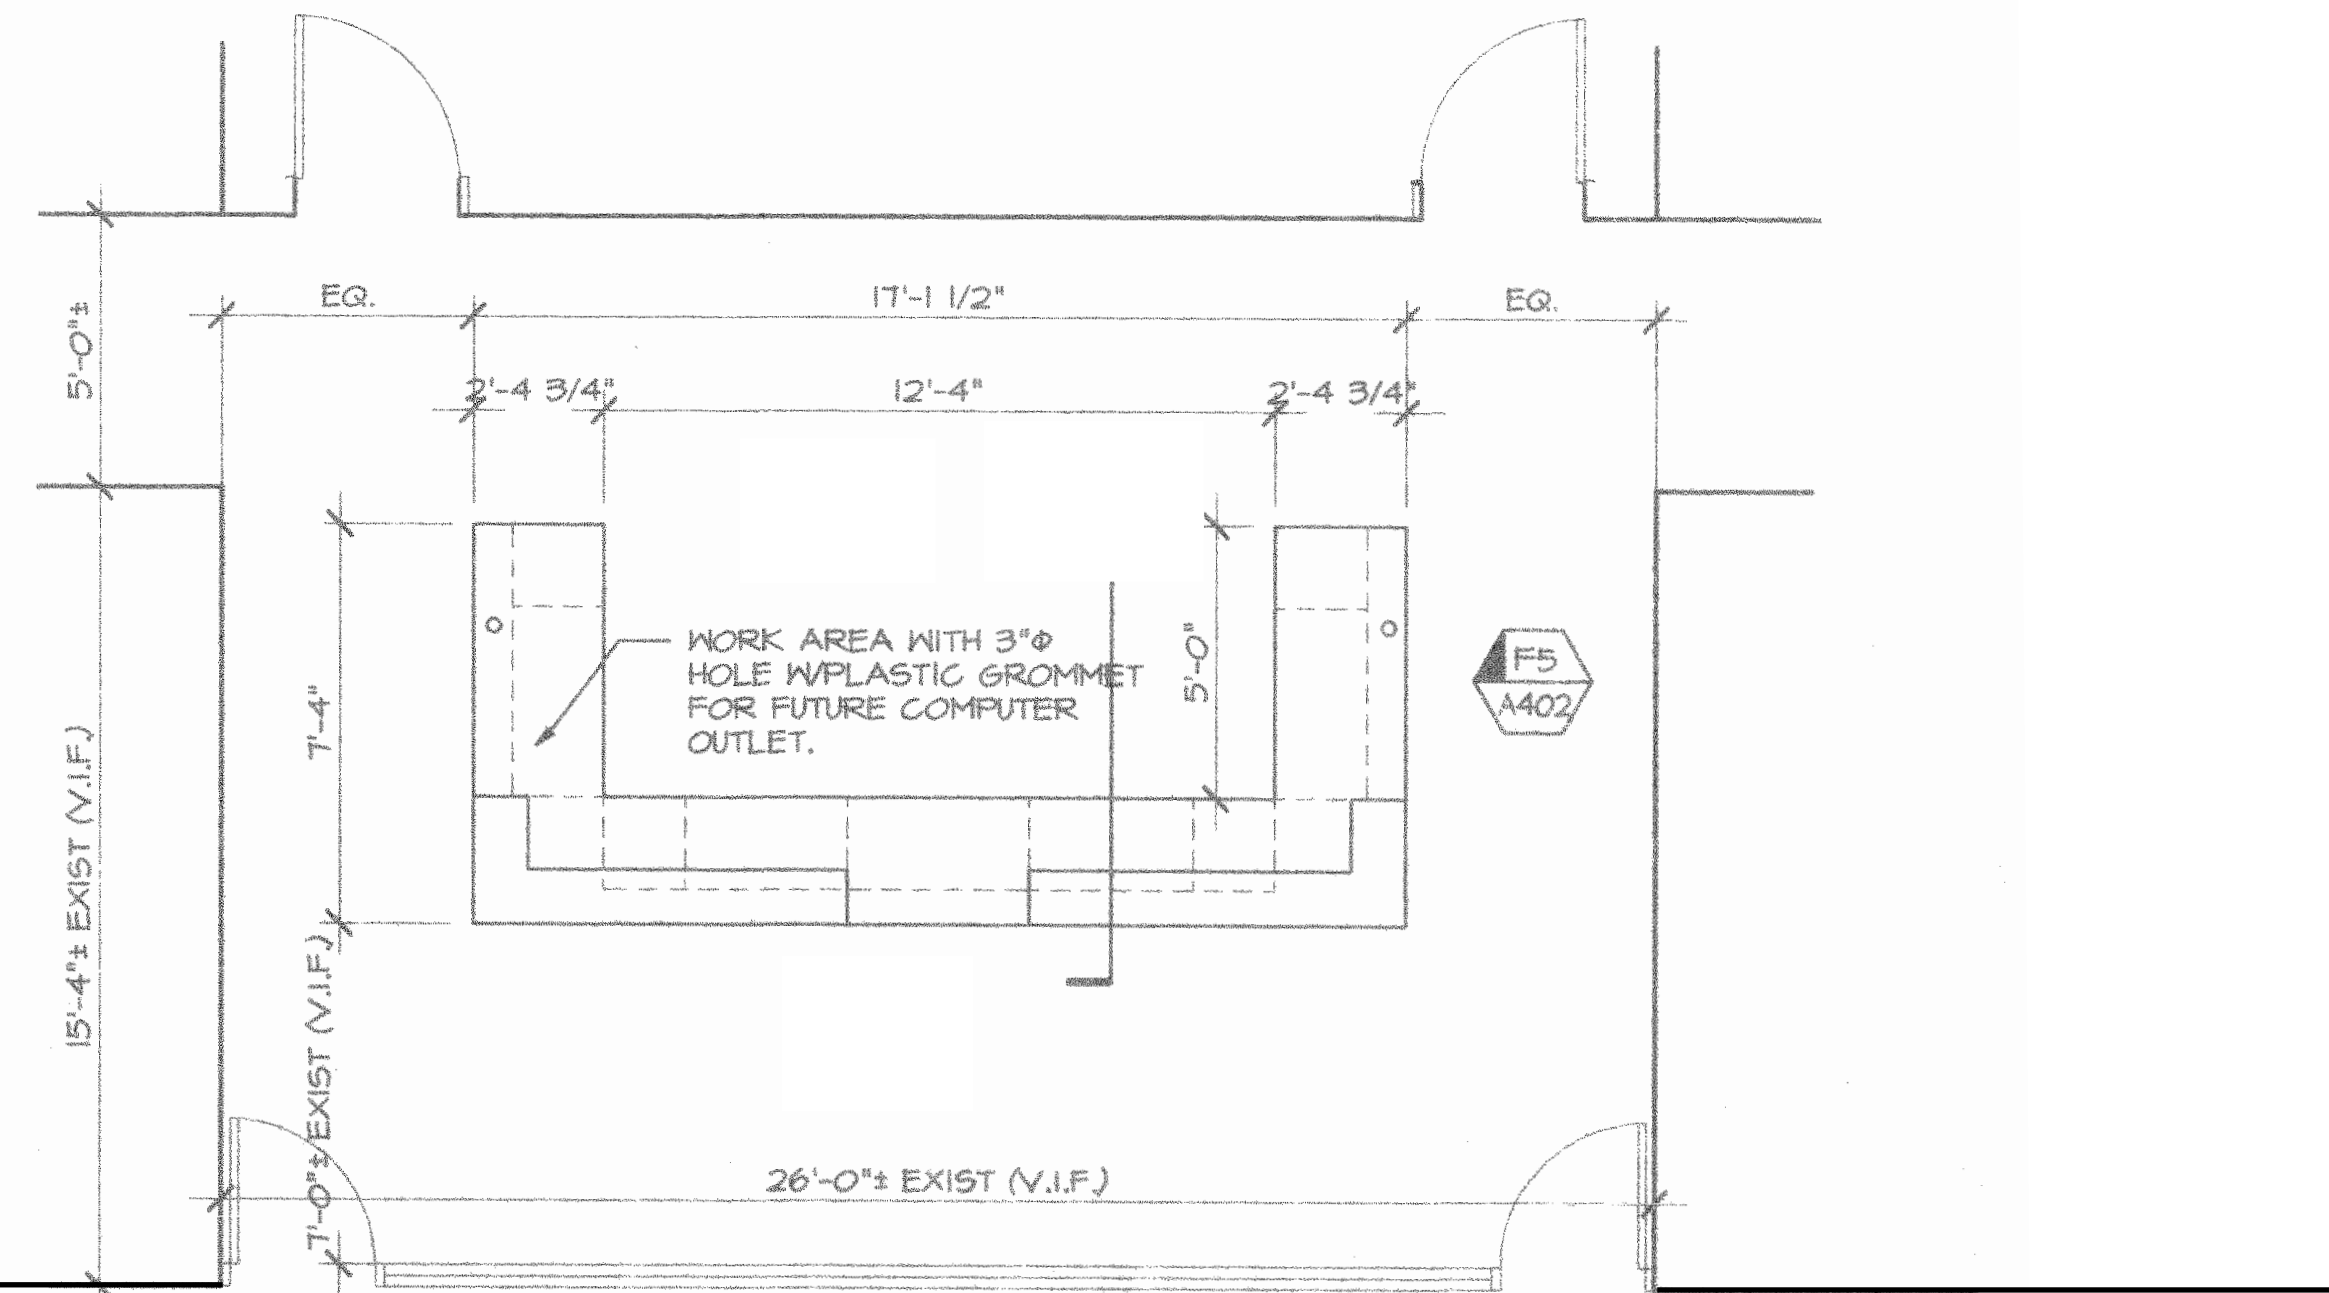 EQ.
17'-1 1/2"
EQ.
5'-0"±
2'-4 3/4"
12'-4"
2'-4 3/4"
7'-4"
WORK AREA WITH 3"Φ
HOLE W/PLASTIC GROMMET
FOR FUTURE COMPUTER
OUTLET.
5'-0"
F5
A402
15'-4"± EXIST (V.I.F.)
7'-0"± EXIST (V.I.F.)
26'-0"± EXIST (V.I.F.)